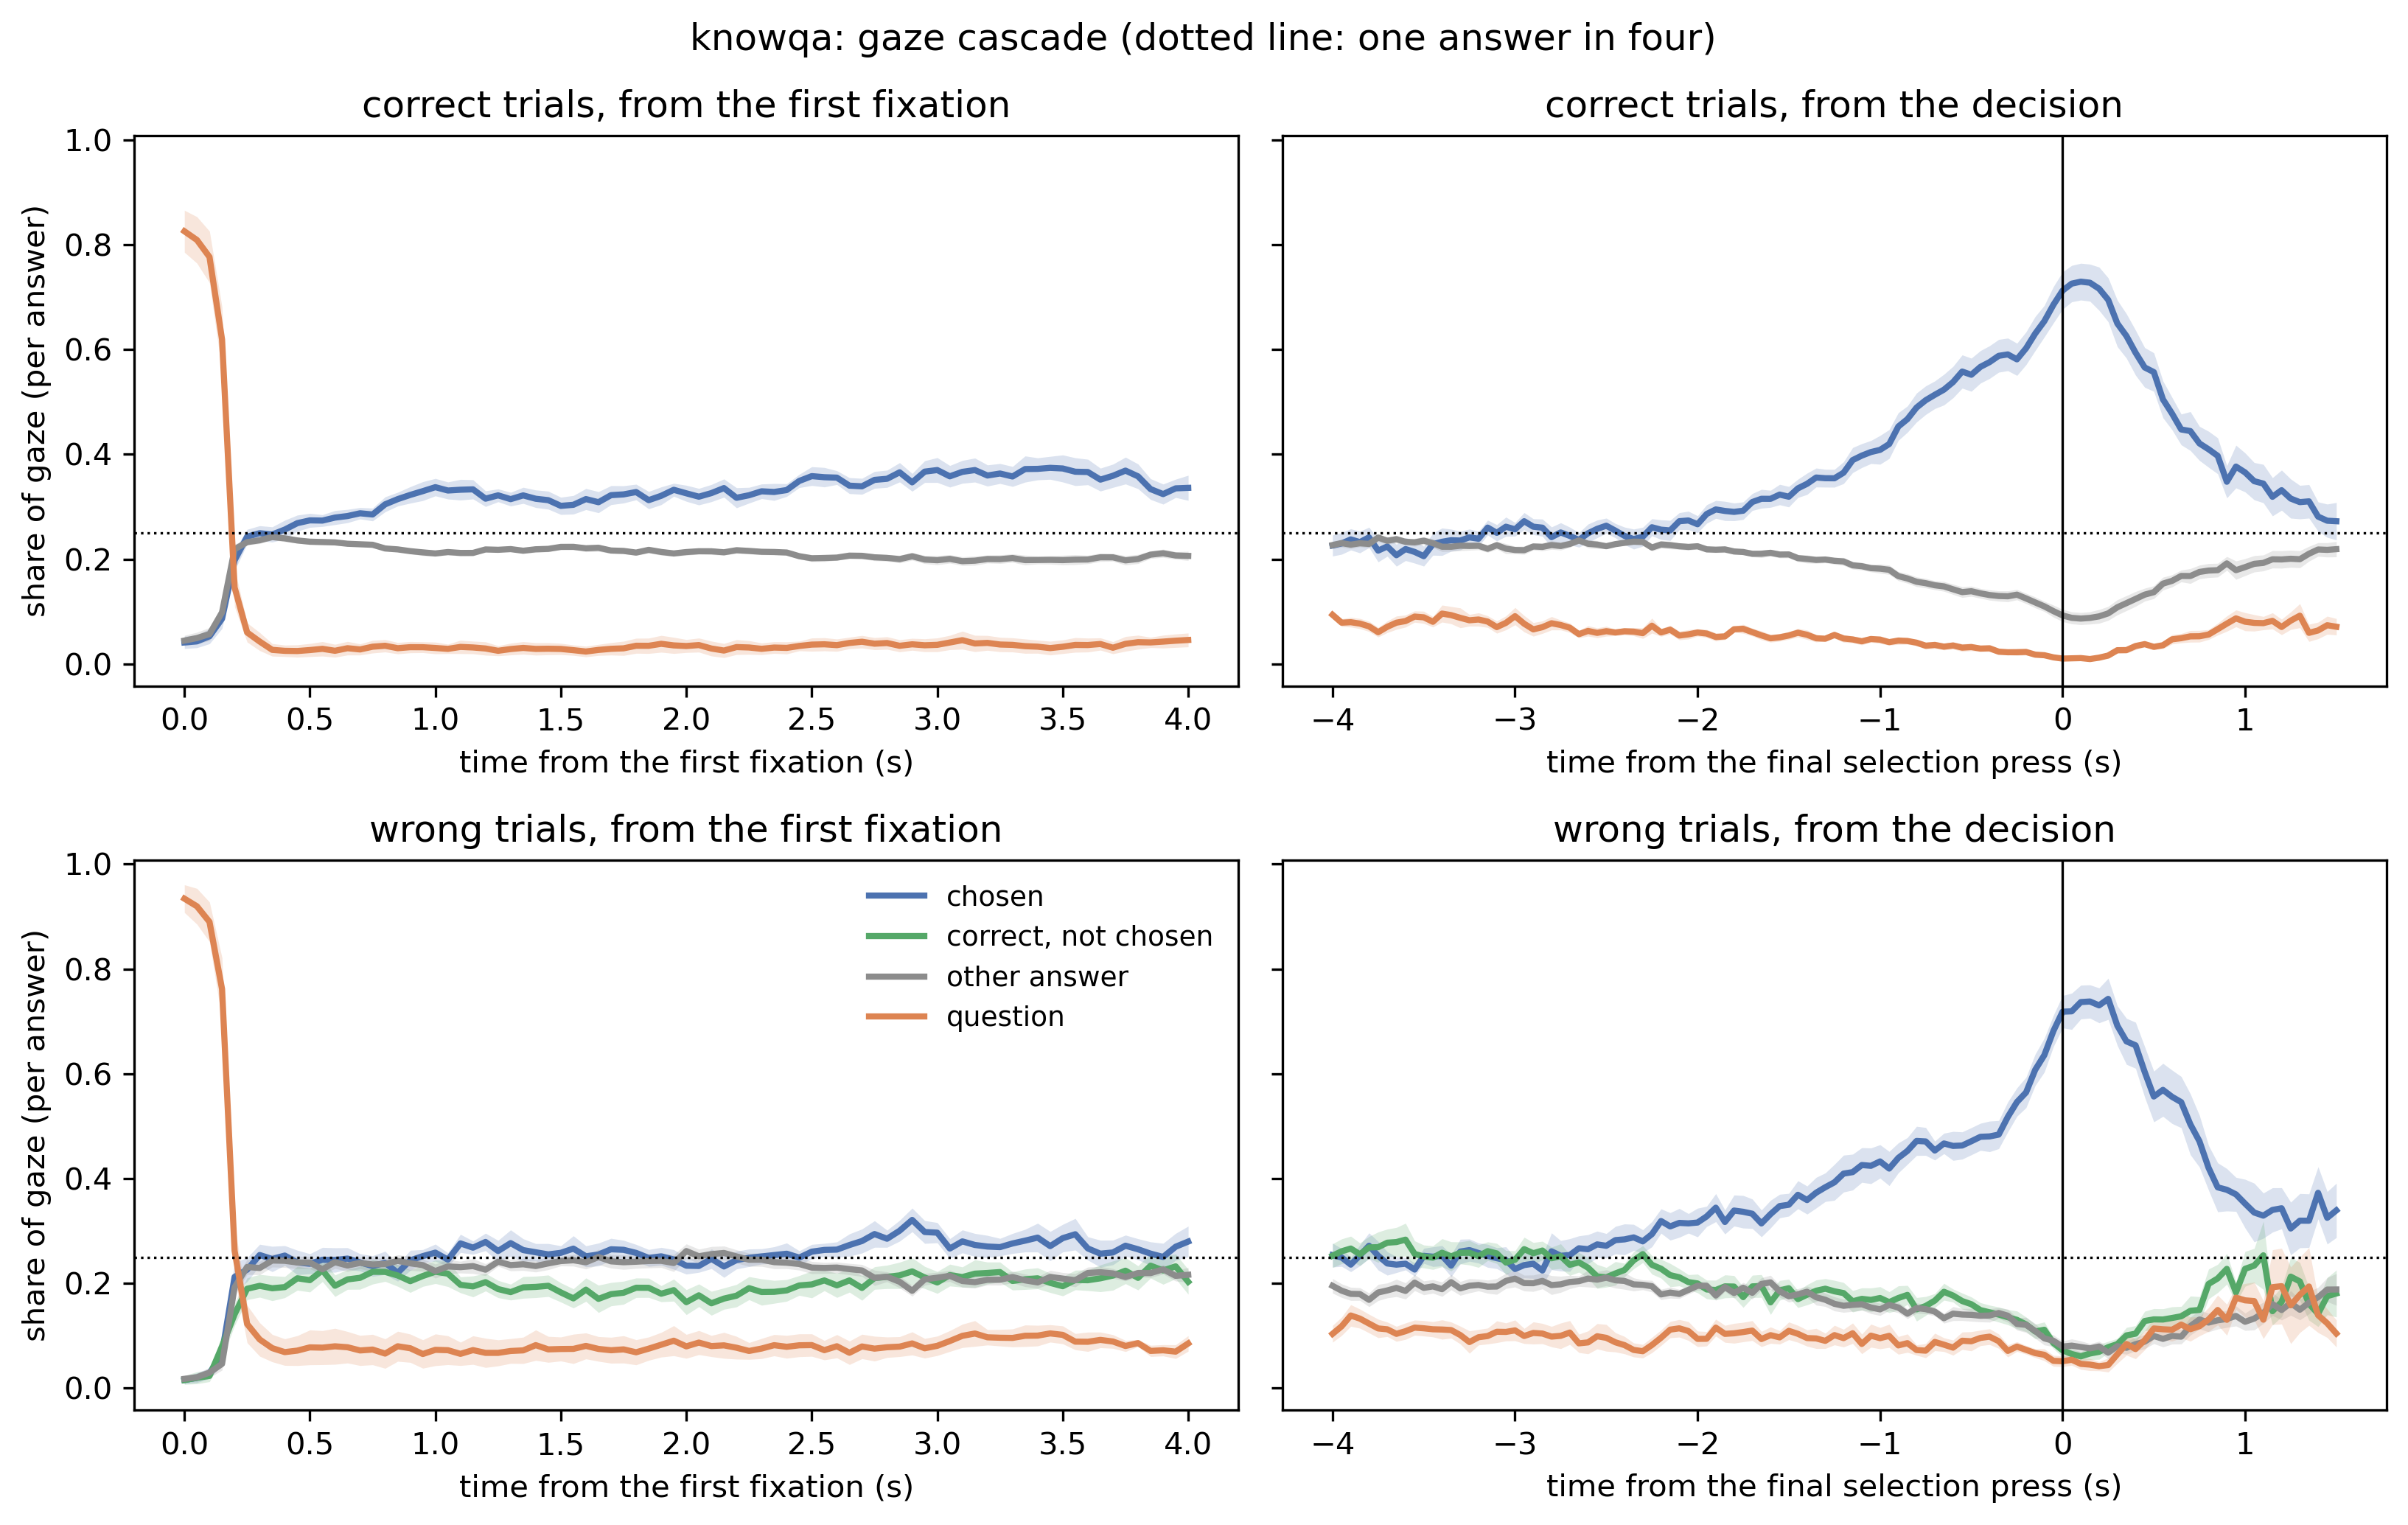 knowqa: gaze cascade (dotted line: one answer in four)
correct trials, from the first fixation
share of gaze (per answer)
1.0
0.8
0.6
0.4
0.2
0.0
0.0 0.5 1.0 1.5 2.0 2.5 3.0 3.5 4.0
time from the first fixation (s)
correct trials, from the decision
−4 −3 −2 −1 0 1
time from the final selection press (s)
wrong trials, from the first fixation
share of gaze (per answer)
1.0
0.8
0.6
0.4
0.2
0.0
chosen
correct, not chosen
other answer
question
0.0 0.5 1.0 1.5 2.0 2.5 3.0 3.5 4.0
time from the first fixation (s)
wrong trials, from the decision
−4 −3 −2 −1 0 1
time from the final selection press (s)